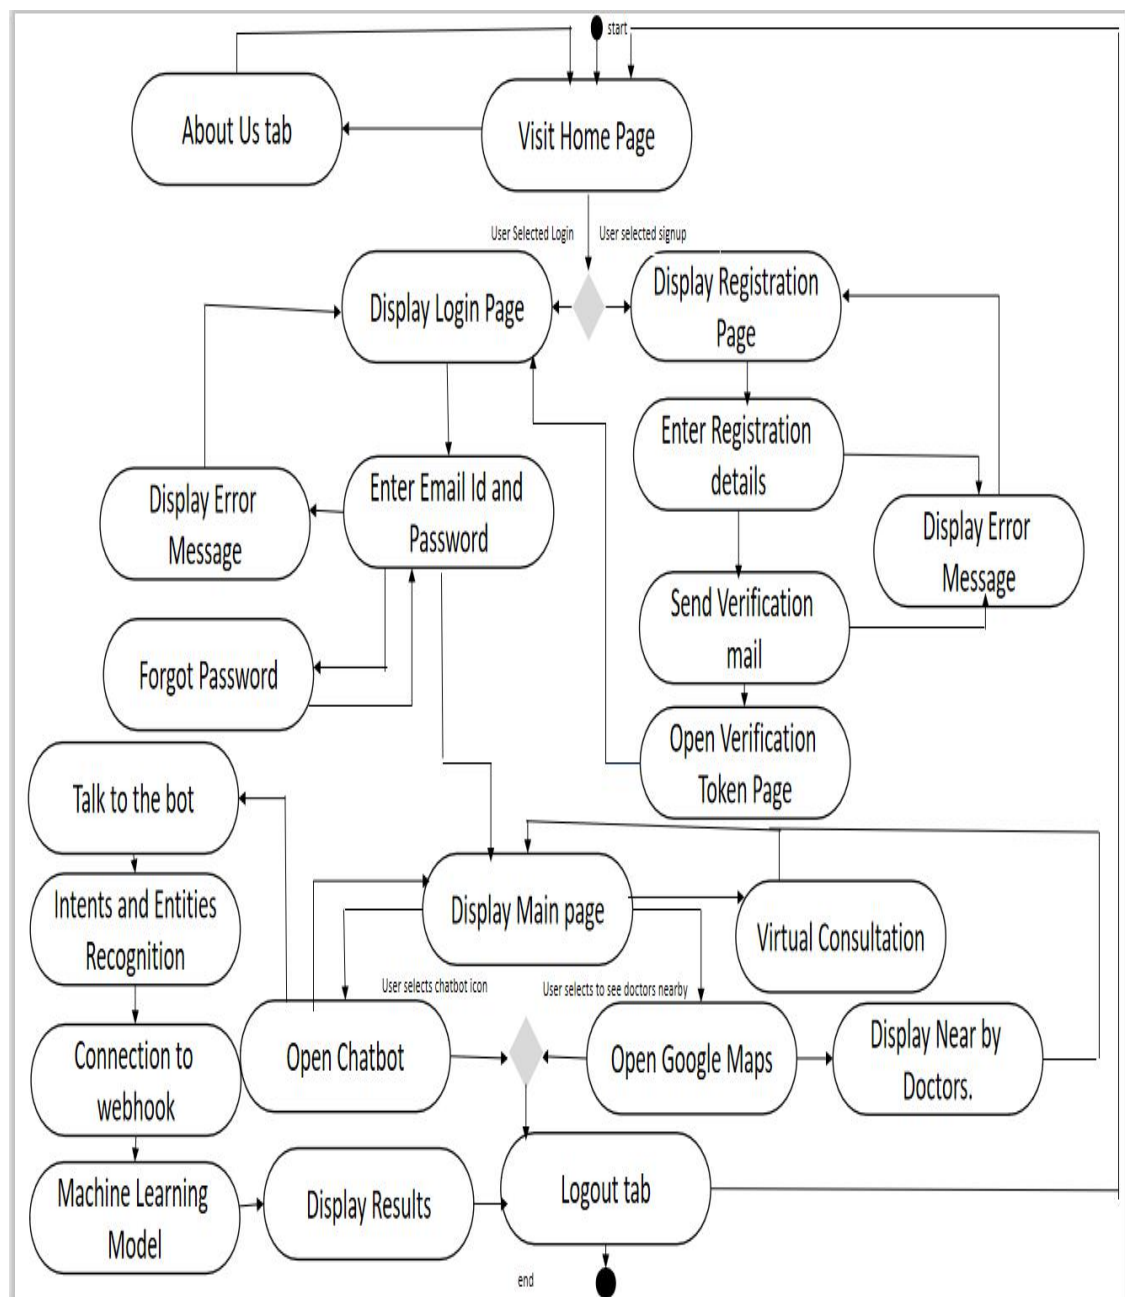 start
About Us tab
Visit Home Page
User Selected Login
User selected signup
Display Login Page
Display Registration
Page
Enter Registration
details
Display Error
Message
Enter Email Id and
Password
Display Error
Message
Send Verification
mail
Forgot Password
Open Verification
Token Page
Talk to the bot
Intents and Entities
Recognition
Display Main page
Virtual Consultation
User selects chatbot icon
User selects to see doctors nearby
Connection to
webhook
Open Chatbot
Open Google Maps
Display Near by
Doctors.
Machine Learning
Model
Display Results
Logout tab
end